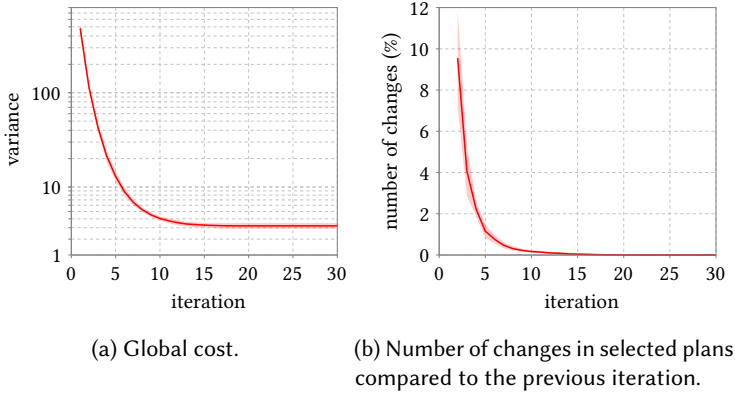 variance
100
10
1
0 5 10 15 20 25 30
iteration
(a) Global cost.
number of changes (%)
12
10
8
6
4
2
0
0 5 10 15 20 25 30
iteration
(b) Number of changes in selected plans
compared to the previous iteration.